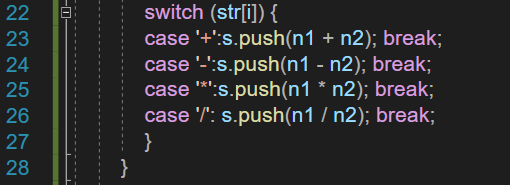 22 switch (str[i]) {
23 case '+':s.push(n1 + n2); break;
24 case '-':s.push(n1 - n2); break;
25 case '*':s.push(n1 * n2); break;
26 case '/': s.push(n1 / n2); break;
27 }
28 }